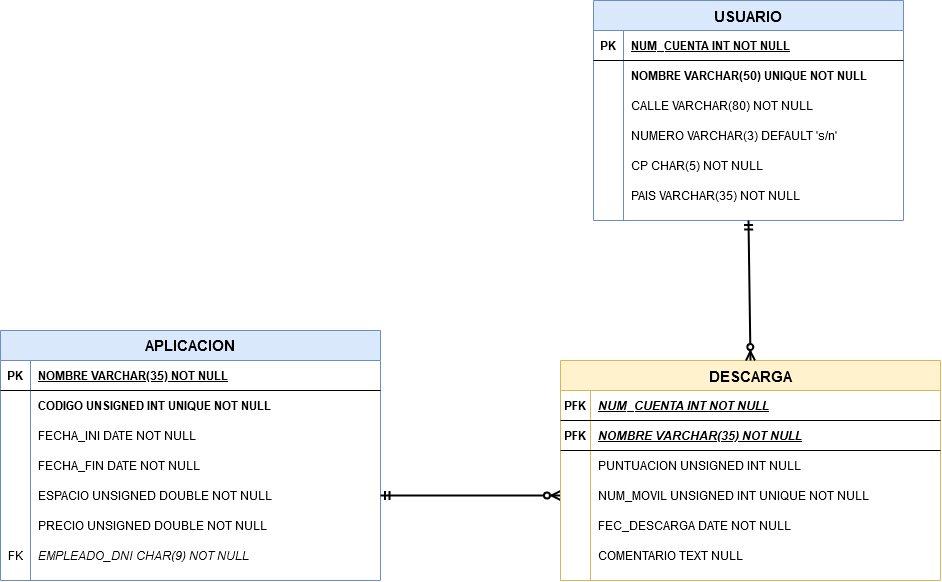 USUARIO
PK NUM_CUENTA INT NOT NULL
NOMBRE VARCHAR(50) UNIQUE NOT NULL
CALLE VARCHAR(80) NOT NULL
NUMERO VARCHAR(3) DEFAULT 's/n'
CP CHAR(5) NOT NULL
PAIS VARCHAR(35) NOT NULL
APLICACION
PK NOMBRE VARCHAR(35) NOT NULL
CODIGO UNSIGNED INT UNIQUE NOT NULL
FECHA_INI DATE NOT NULL
FECHA_FIN DATE NOT NULL
ESPACIO UNSIGNED DOUBLE NOT NULL
PRECIO UNSIGNED DOUBLE NOT NULL
FK EMPLEADO_DNI CHAR(9) NOT NULL
DESCARGA
PFK NUM_CUENTA INT NOT NULL
PFK NOMBRE VARCHAR(35) NOT NULL
PUNTUACION UNSIGNED INT NULL
NUM_MOVIL UNSIGNED INT UNIQUE NOT NULL
FEC_DESCARGA DATE NOT NULL
COMENTARIO TEXT NULL